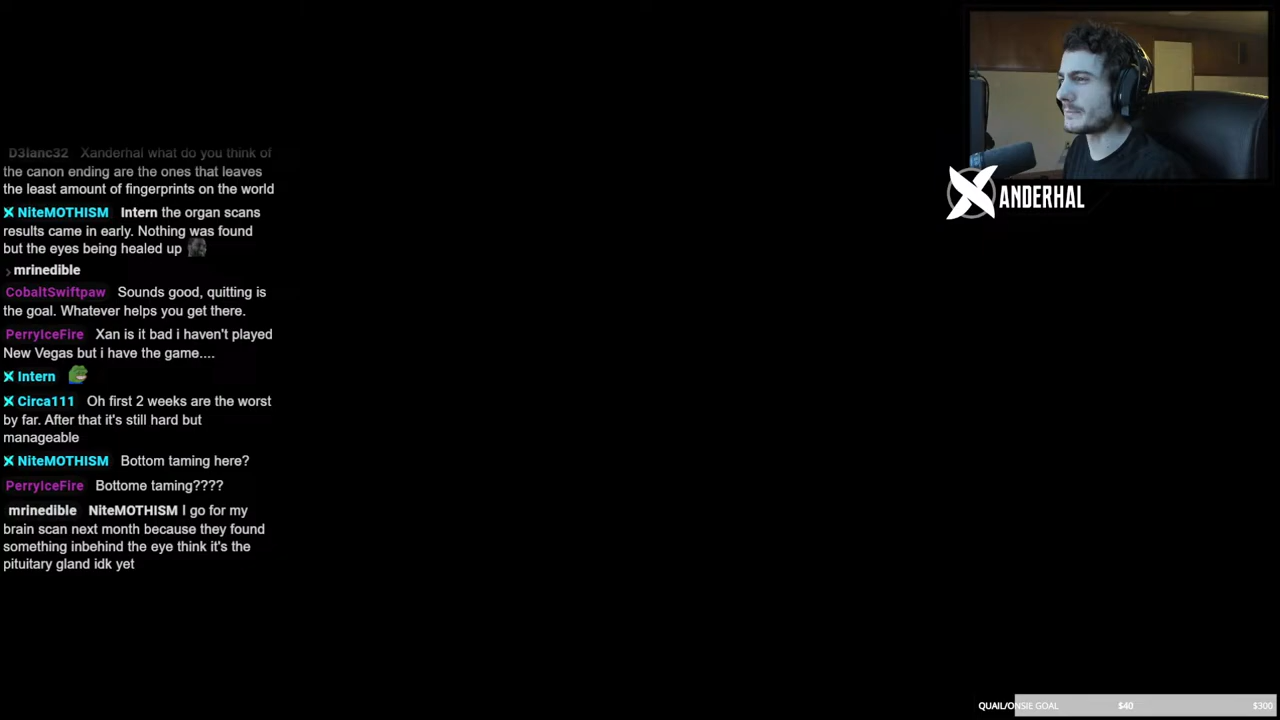 D3lanc32 Xanderhal what do you think of
the canon ending are the ones that leaves
the least amount of fingerprints on the world
NiteMOTHISM Intern the organ scans
results came in early. Nothing was found
but the eyes being healed up
mrinedible
CobaltSwiftpaw Sounds good, quitting is
the goal. Whatever helps you get there.
PerryIceFire Xan is it bad i haven't played
New Vegas but i have the game....
Intern
Circa111 Oh first 2 weeks are the worst
by far. After that it's still hard but
manageable
NiteMOTHISM Bottom taming here?
PerryIceFire Bottome taming????
mrinedible NiteMOTHISM I go for my
brain scan next month because they found
something inbehind the eye think it's the
pituitary gland idk yet
XANDERHAL
QUAIL/ONSIE GOAL $40 $300